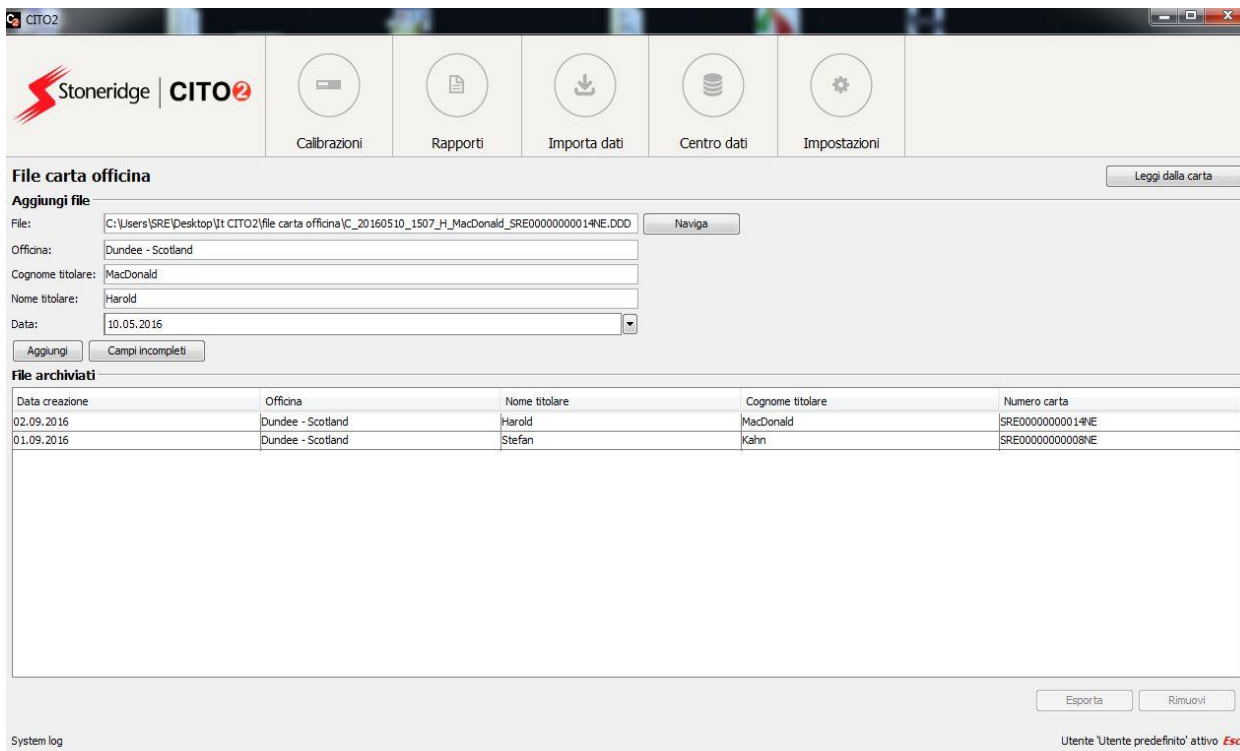 C2 CITO2
Stoneridge CITO2
Calibrazioni
Rapporti
Importa dati
Centro dati
Impostazioni
File carta officina
Leggi dalla carta
Aggiungi file
File: C:\Users\SRE\Desktop\It CITO2\file carta officina\C_20160510_1507_H_MacDonald_SRE00000000014NE.DDD Naviga
Officina: Dundee - Scotland
Cognome titolare: MacDonald
Nome titolare: Harold
Data: 10.05.2016
Aggiungi Campi incompleti
File archiviati
Data creazione Officina Nome titolare Cognome titolare Numero carta
02.09.2016 Dundee - Scotland Harold MacDonald SRE00000000014NE
01.09.2016 Dundee - Scotland Stefan Kahn SRE00000000008NE
Esporta Rimuovi
System log Utente 'Utente predefinito' attivo Esc